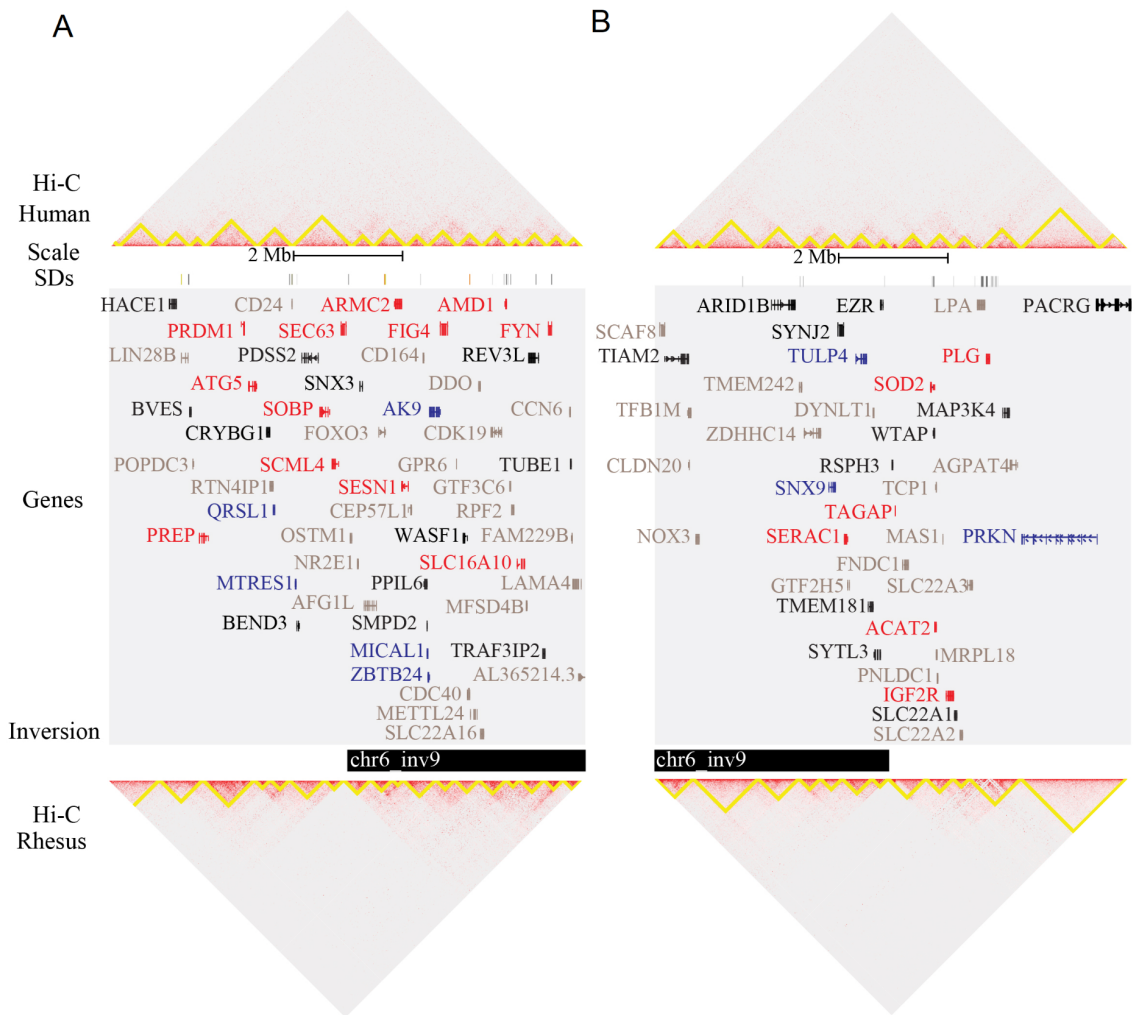 A B
Hi-C
Human
Scale 2 Mb 2 Mb
SDs
HACE1 CD24 ARMC2 AMD1 ARID1B EZR LPA PACRG
PRDM1 SEC63 FIG4 FYN SCAF8 SYNJ2
LIN28B PDSS2 CD164 REV3L TIAM2 TULP4 PLG
ATG5 SNX3 DDO TMEM242 SOD2
BVES SOBP AK9 CCN6 TFB1M DYNLT1 MAP3K4
CRYBG1 FOXO3 CDK19 ZDHHC14 WTAP
POPDC3 SCML4 GPR6 TUBE1 CLDN20 RSPH3 AGPAT4
Genes RTN4IP1 SESN1 GTF3C6 SNX9 TCP1
QRSL1 CEP57L1 RPF2 TAGAP
PREP OSTM1 WASF1 FAM229B NOX3 SERAC1 MAS1 PRKN
NR2E1 SLC16A10 FNDC1
MTRES1 PPIL6 LAMA4 GTF2H5 SLC22A3
AFG1L MFSD4B TMEM181
BEND3 SMPD2 ACAT2
MICAL1 TRAF3IP2 SYTL3 MRPL18
ZBTB24 AL365214.3 PNLDC1
CDC40 IGF2R
METTL24 SLC22A1
Inversion SLC22A16 SLC22A2
chr6_inv9 chr6_inv9
Hi-C
Rhesus